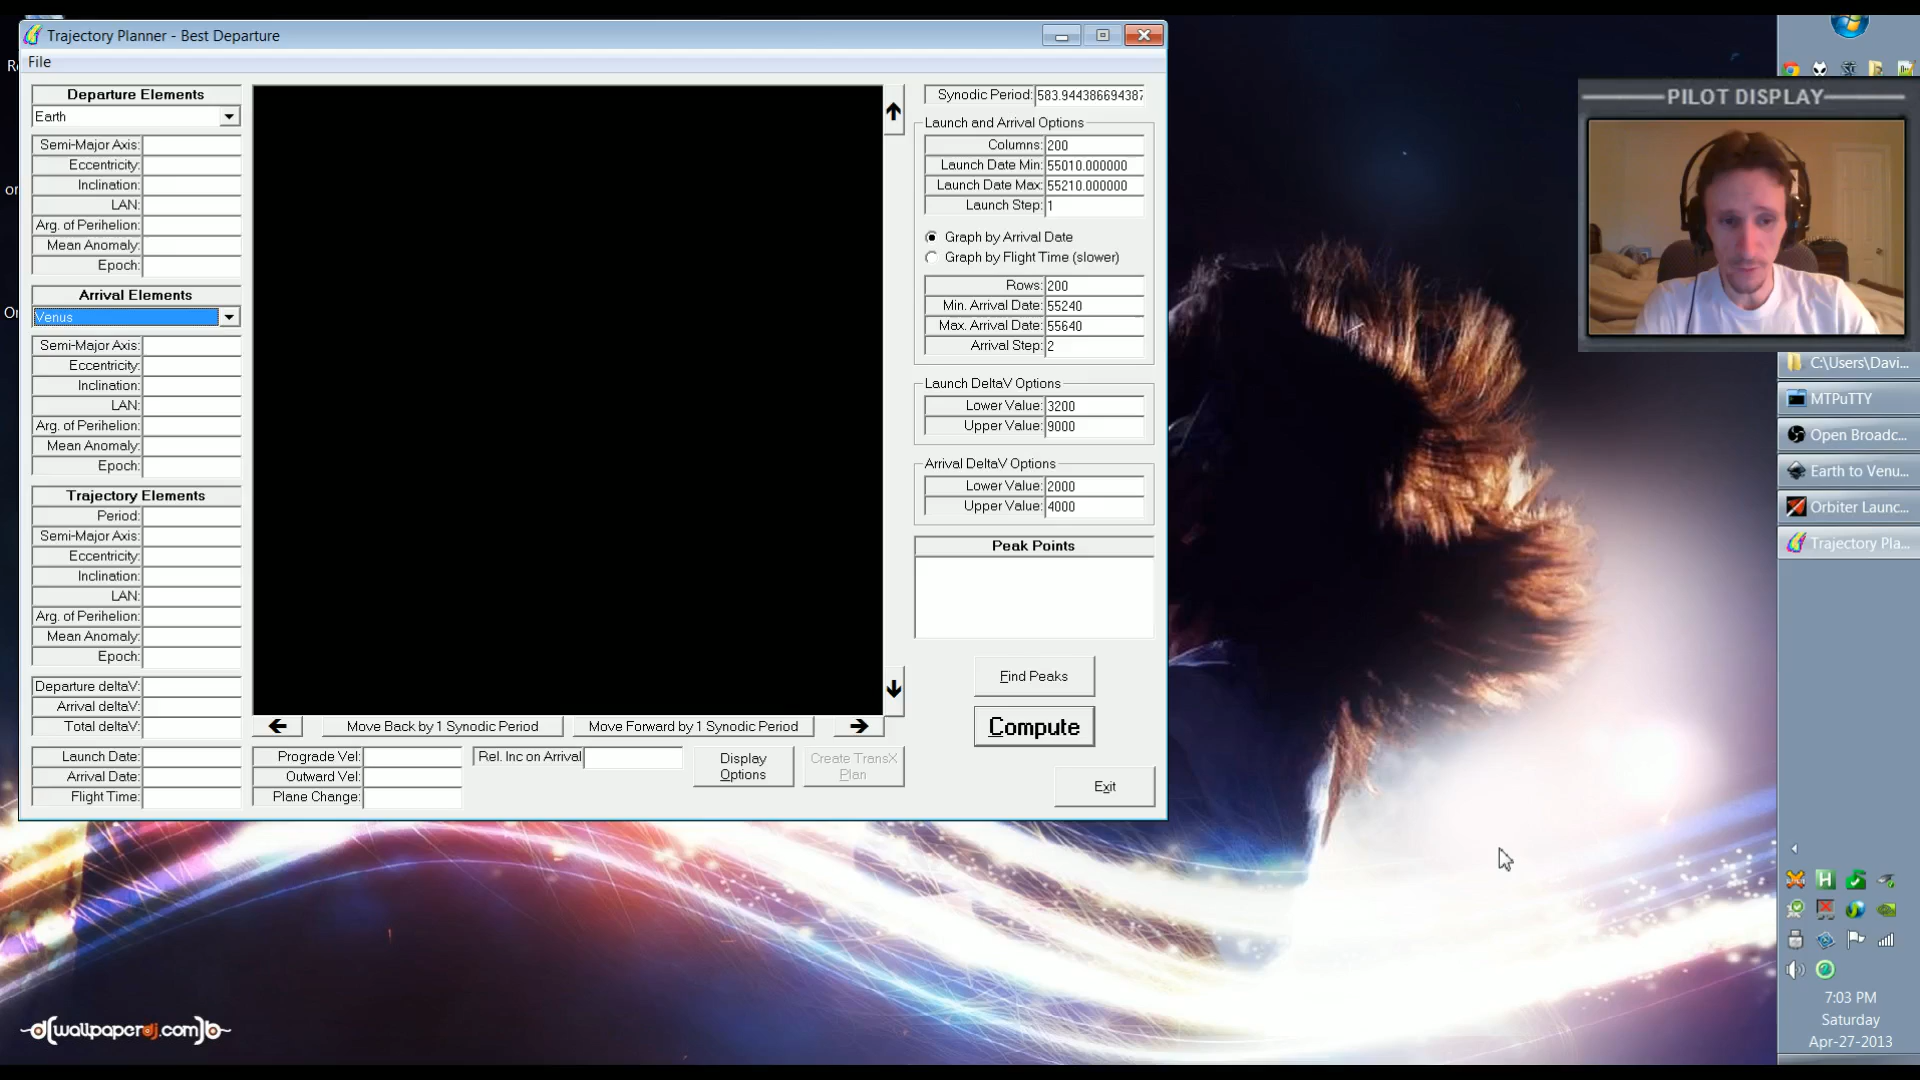 Trajectory Planner - Best Departure
File
Departure Elements
Earth
Semi-Major Axis:
Eccentricity:
Inclination:
LAN:
Arg. of Perihelion:
Mean Anomaly:
Epoch:
Arrival Elements
Venus
Semi-Major Axis:
Eccentricity:
Inclination:
LAN:
Arg. of Perihelion:
Mean Anomaly:
Epoch:
Trajectory Elements
Period:
Semi-Major Axis:
Eccentricity:
Inclination:
LAN:
Arg. of Perihelion:
Mean Anomaly:
Epoch:
Departure deltaV:
Arrival deltaV:
Total deltaV:
Launch Date:
Arrival Date:
Flight Time:
Move Back by 1 Synodic Period
Move Forward by 1 Synodic Period
Prograde Vel:
Outward Vel:
Plane Change:
Rel. Inc on Arrival
Display Options
Create TransX Plan
Synodic Period: 583.944386694387
Launch and Arrival Options
Columns: 200
Launch Date Min: 55010.000000
Launch Date Max: 55210.000000
Launch Step: 1
Graph by Arrival Date
Graph by Flight Time (slower)
Rows: 200
Min. Arrival Date: 55240
Max. Arrival Date: 55640
Arrival Step: 2
Launch DeltaV Options
Lower Value: 3200
Upper Value: 9000
Arrival DeltaV Options
Lower Value: 2000
Upper Value: 4000
Peak Points
Find Peaks
Compute
Exit
PILOT DISPLAY
C:\Users\Davi...
MTPuTTY
Open Broadc...
Earth to Venu...
Orbiter Launc...
Trajectory Pla...
7:03 PM
Saturday
Apr-27-2013
wallpaperdj.com